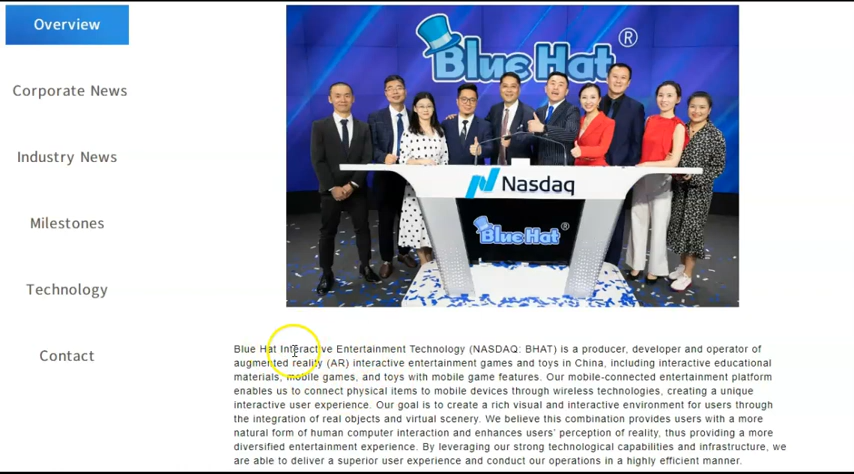 Overview
Corporate News
Industry News
Milestones
Technology
Contact
Blue Hat®
Nasdaq
Blue Hat®
Blue Hat Interactive Entertainment Technology (NASDAQ: BHAT) is a producer, developer and operator of
augmented reality (AR) interactive entertainment games and toys in China, including interactive educational
materials, mobile games, and toys with mobile game features. Our mobile-connected entertainment platform
enables us to connect physical items to mobile devices through wireless technologies, creating a unique
interactive user experience. Our goal is to create a rich visual and interactive environment for users through
the integration of real objects and virtual scenery. We believe this combination provides users with a more
natural form of human computer interaction and enhances users' perception of reality, thus providing a more
diversified entertainment experience. By leveraging our strong technological capabilities and infrastructure, we
are able to deliver a superior user experience and conduct our operations in a highly efficient manner.